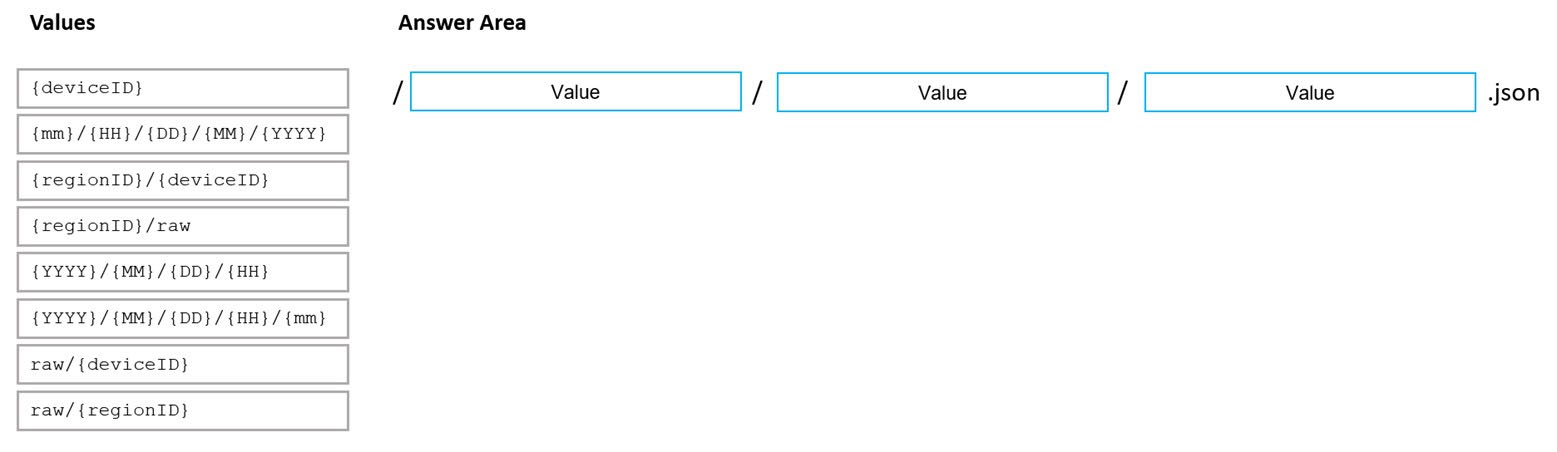 Values
Answer Area
{deviceID}
/ Value / Value / Value .json
{mm}/{HH}/{DD}/{MM}/{YYYY}
{regionID}/{deviceID}
{regionID}/raw
{YYYY}/{MM}/{DD}/{HH}
{YYYY}/{MM}/{DD}/{HH}/{mm}
raw/{deviceID}
raw/{regionID}